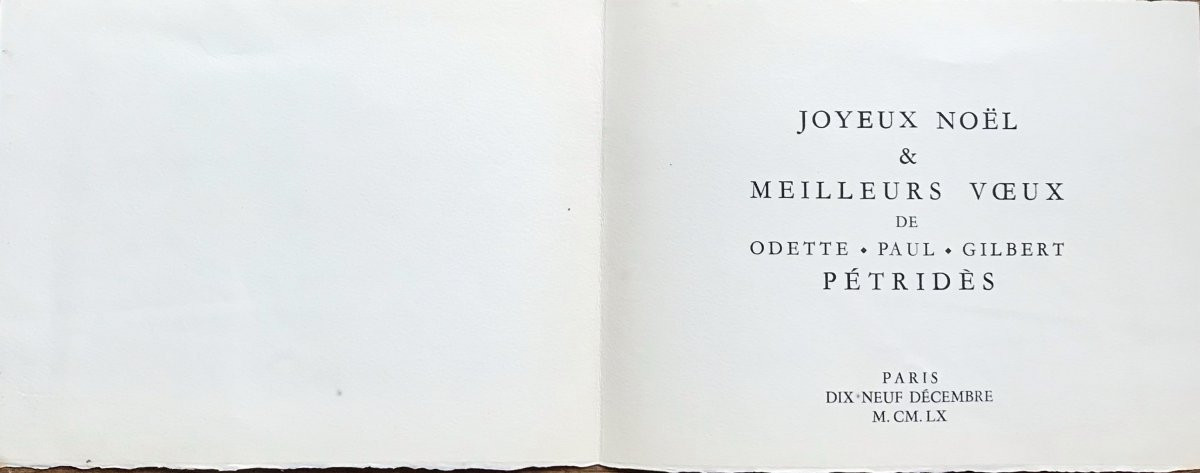 JOYEUX NOËL
&
MEILLEURS VŒUX
DE
ODETTE ⬥ PAUL ⬥ GILBERT
PÉTRIDÈS
PARIS
DIX-NEUF DÉCEMBRE
M. CM. LX